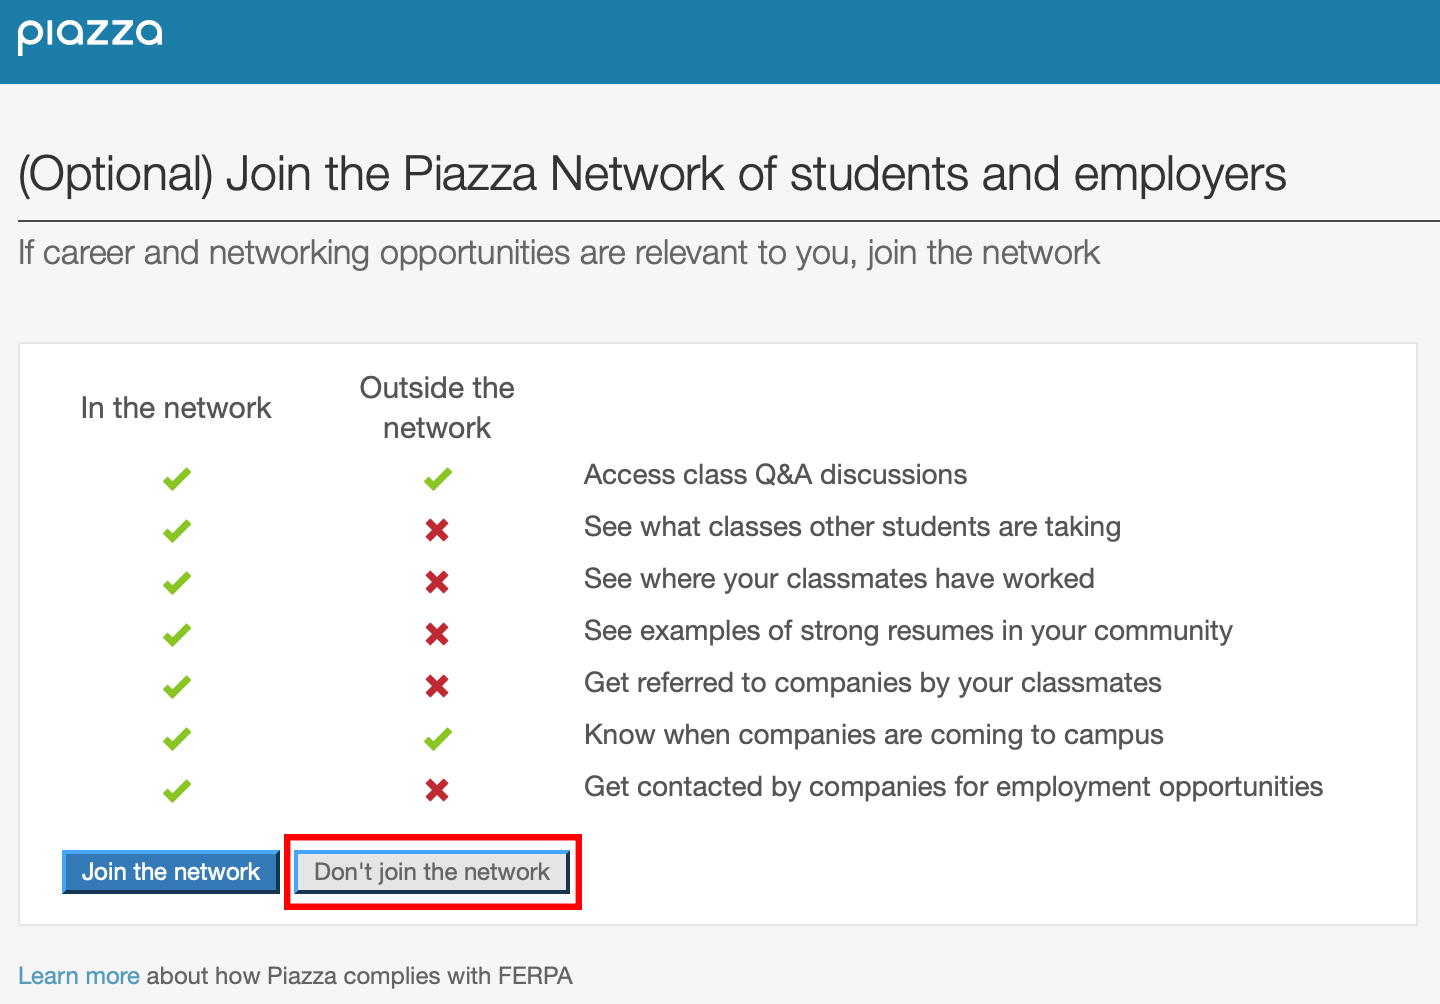 piazza
(Optional) Join the Piazza Network of students and employers
If career and networking opportunities are relevant to you, join the network
In the network
Outside the
network
Access class Q&A discussions
See what classes other students are taking
See where your classmates have worked
See examples of strong resumes in your community
Get referred to companies by your classmates
Know when companies are coming to campus
Get contacted by companies for employment opportunities
Join the network
Don't join the network
Learn more about how Piazza complies with FERPA